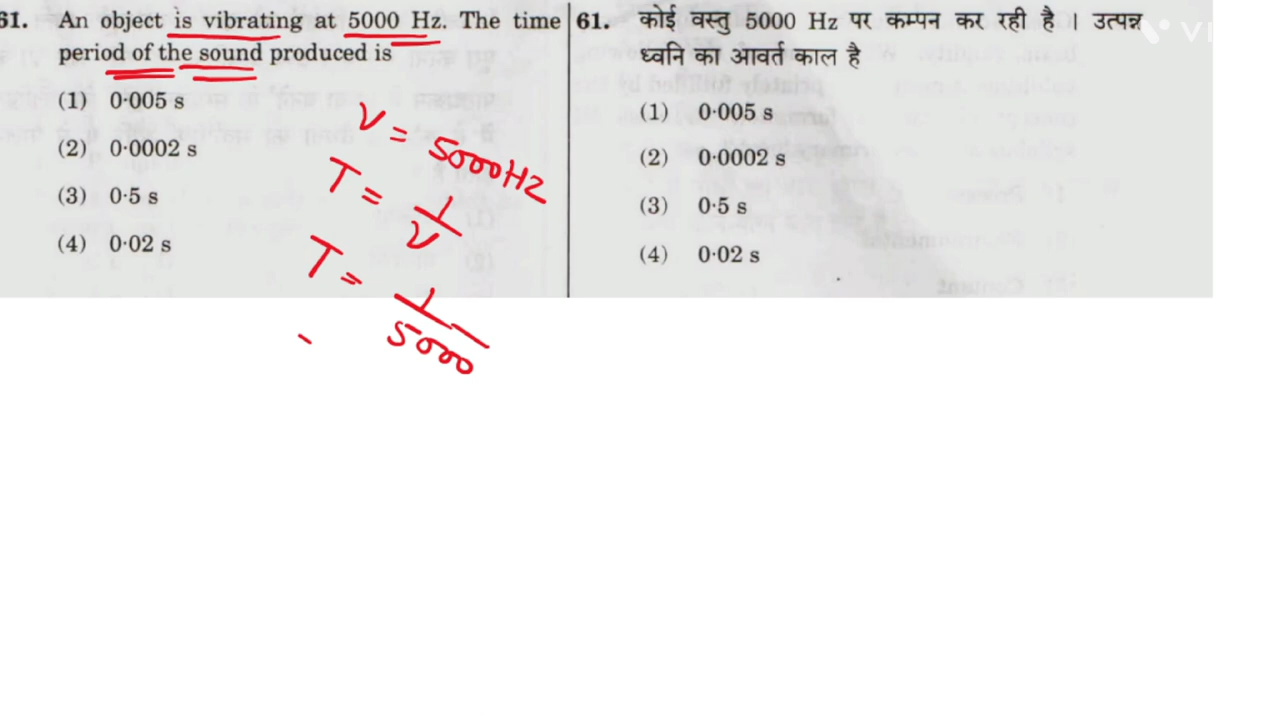 61. An object is vibrating at 5000 Hz. The time
period of the sound produced is
(1) 0·005 s
(2) 0·0002 s
(3) 0·5 s
(4) 0·02 s
ν = 5000Hz
T = 1/ν
T = 1/5000
61. कोई वस्तु 5000 Hz पर कम्पन कर रही है । उत्पन्न
ध्वनि का आवर्त काल है
(1) 0·005 s
(2) 0·0002 s
(3) 0·5 s
(4) 0·02 s